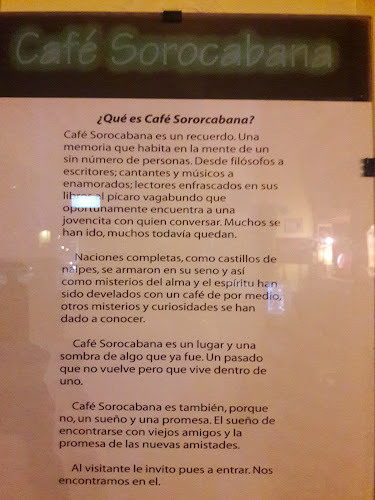 Café Sorocabana
¿Qué es Café Sororcabana?
Café Sorocabana es un recuerdo. Una
memoria que habita en la mente de un
sin número de personas. Desde filósofos a
escritores; cantantes y músicos a
enamorados; lectores enfrascados en sus
libros al pícaro vagabundo que
oportunamente encuentra a una
jovencita con quien conversar. Muchos se
han ido, muchos todavía quedan.
Naciones completas, como castillos de
naipes, se armaron en su seno y así
como misterios del alma y el espíritu han
sido develados con un café de por medio,
otros misterios y curiosidades se han
dado a conocer.
Café Sorocabana es un lugar y una
sombra de algo que ya fue. Un pasado
que no vuelve pero que vive dentro de
uno.
Café Sorocabana es también, porque
no, un sueño y una promesa. El sueño de
encontrarse con viejos amigos y la
promesa de las nuevas amistades.
Al visitante le invito pues a entrar. Nos
encontramos en el.